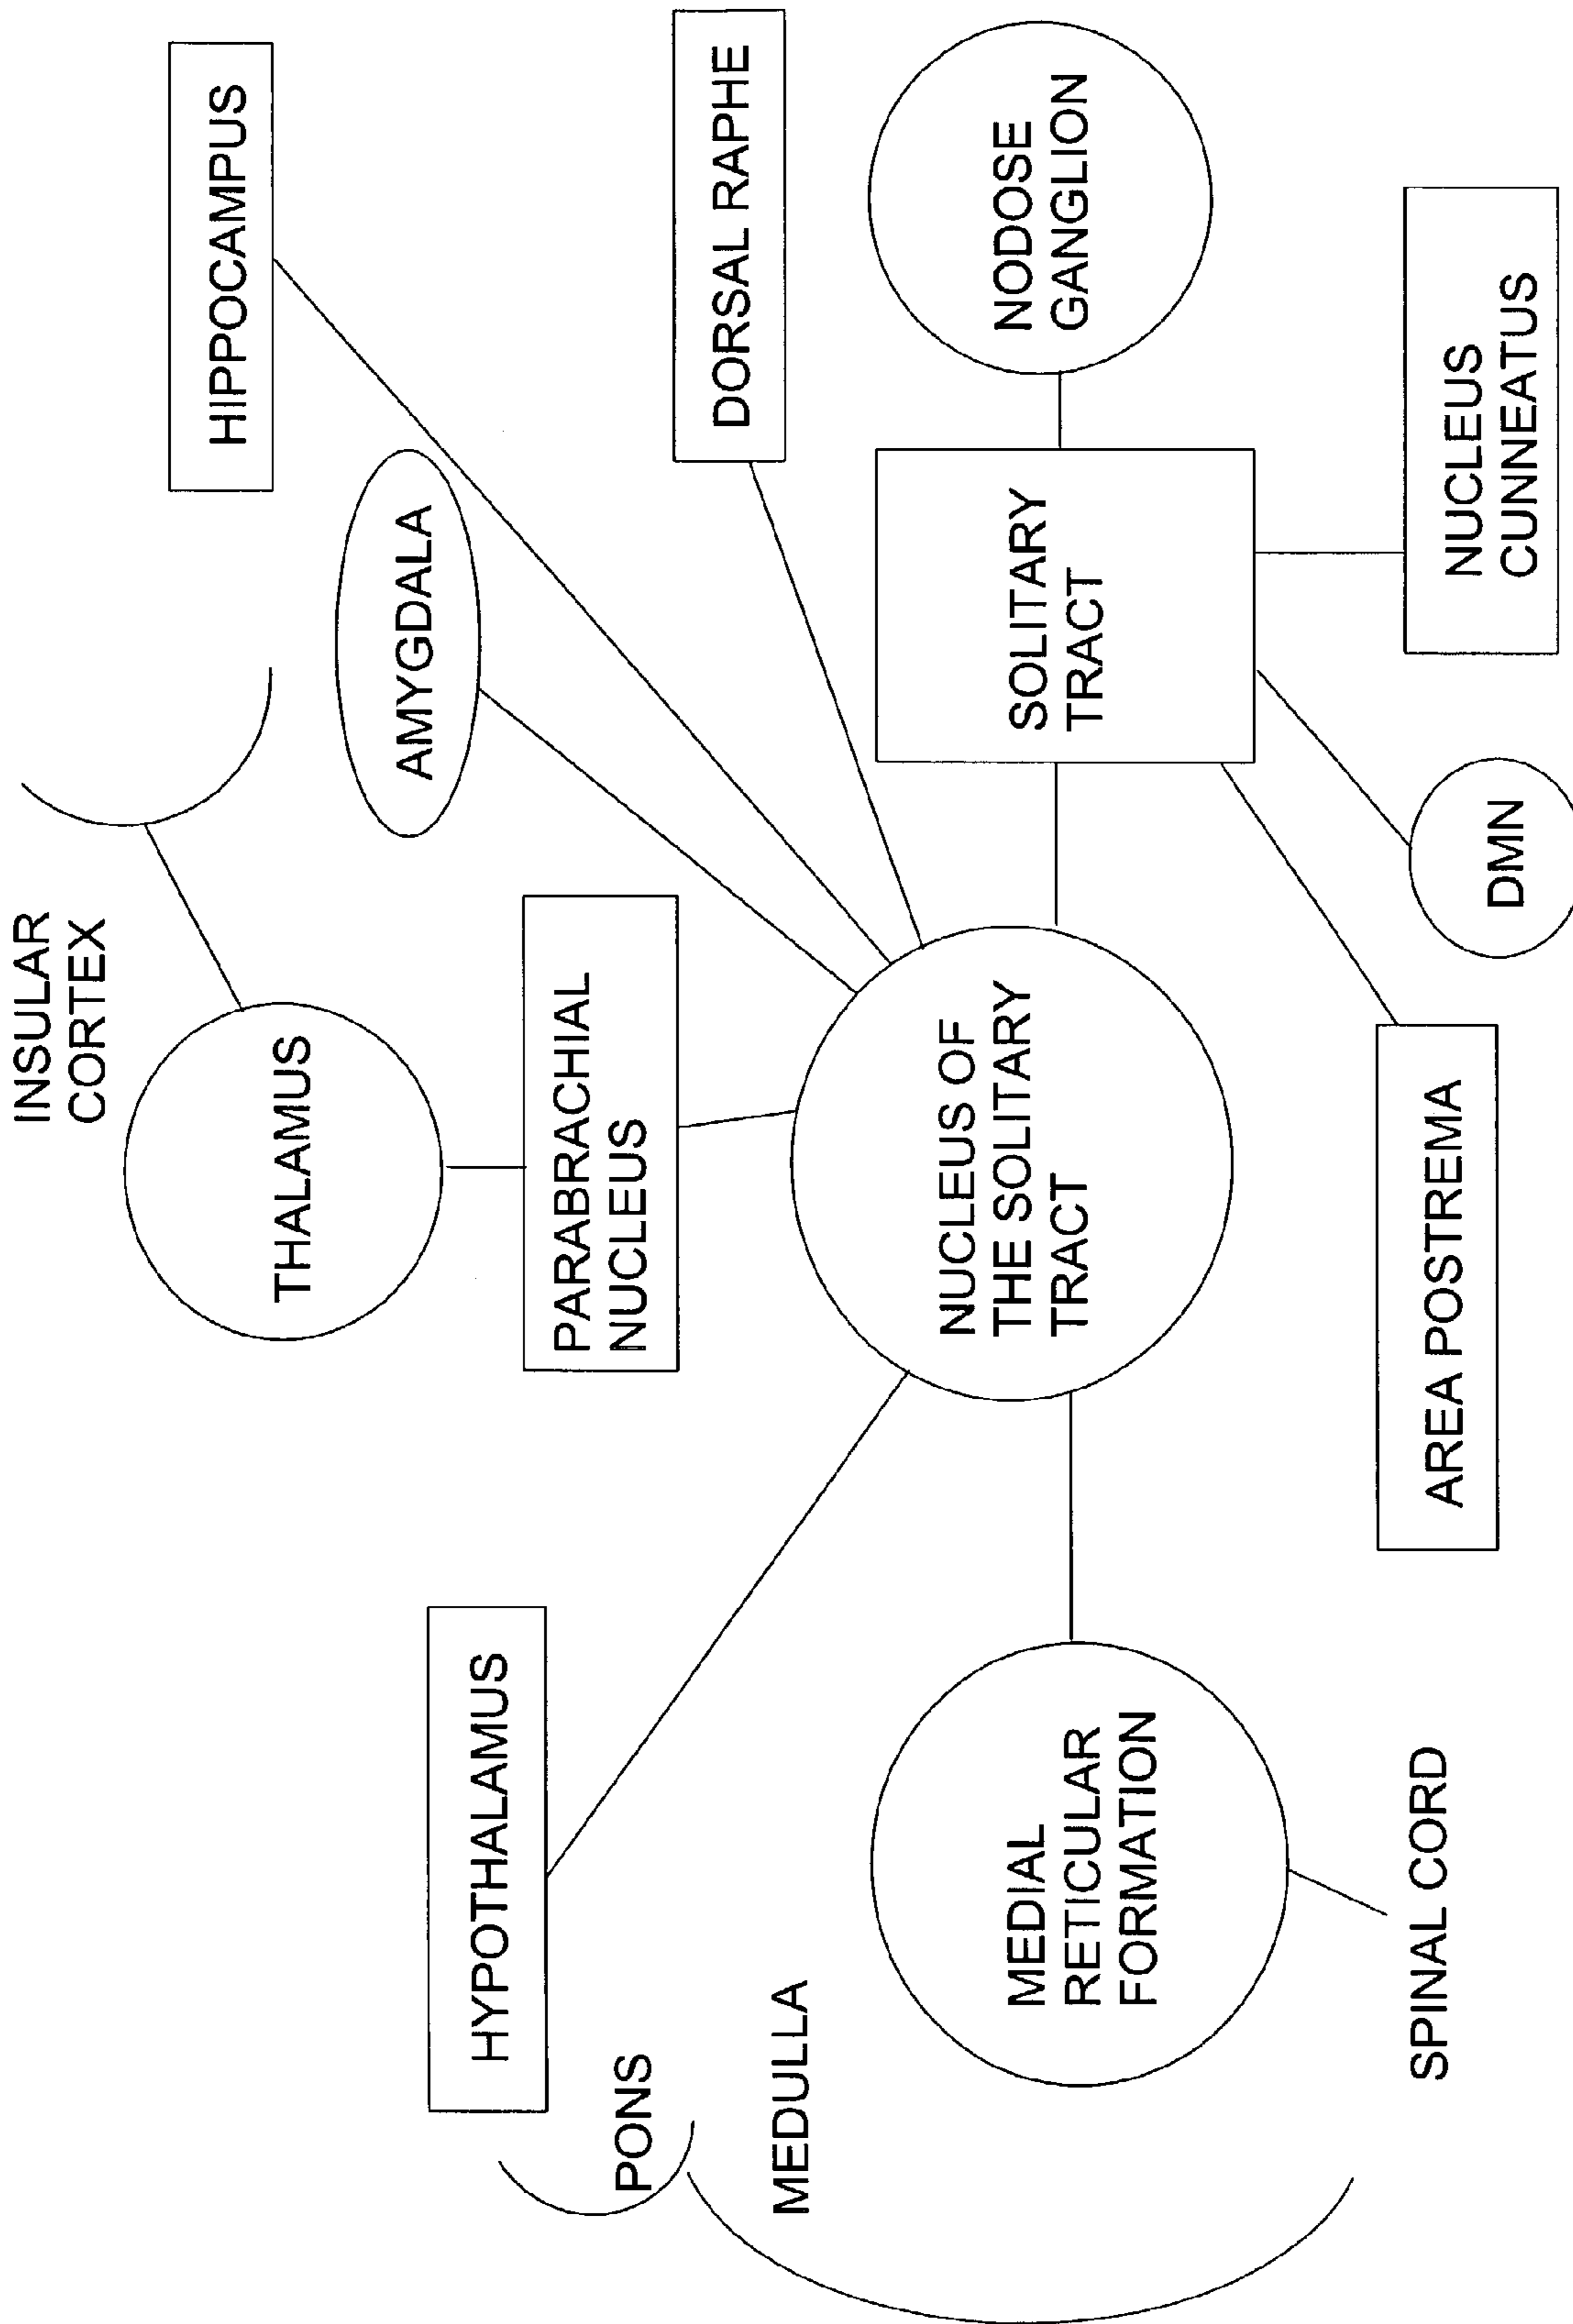 INSULAR
CORTEX
HIPPOCAMPUS
THALAMUS
AMYGDALA
HYPOTHALAMUS
PARABRACHIAL
NUCLEUS
DORSAL RAPHE
PONS
MEDULLA
NUCLEUS OF
THE SOLITARY
TRACT
SOLITARY
TRACT
NODOSE
GANGLION
MEDIAL
RETICULAR
FORMATION
SPINAL CORD
AREA POSTREMA
DMN
NUCLEUS
CUNNEATUS